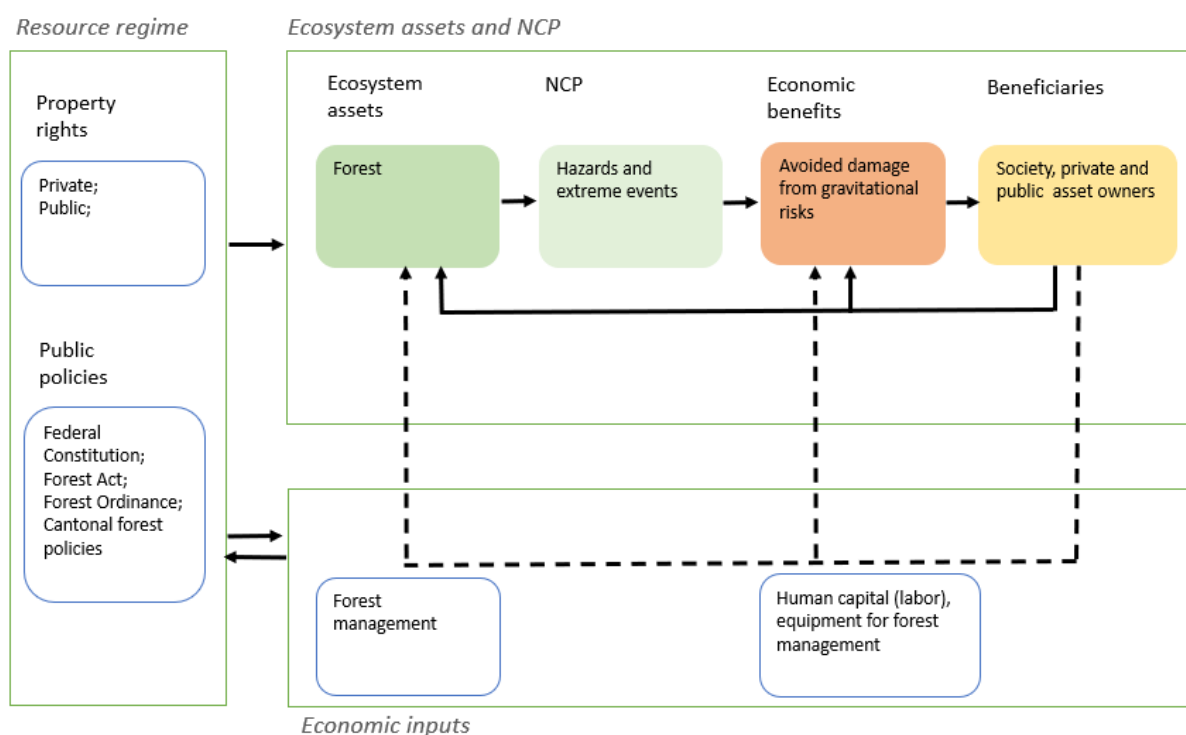 Resource regime
Property
rights
Private;
Public;
Public
policies
Federal
Constitution;
Forest Act;
Forest Ordinance;
Cantonal forest
policies
Ecosystem assets and NCP
Ecosystem
assets
NCP
Economic
benefits
Beneficiaries
Forest
Hazards and
extreme events
Avoided damage
from gravitational
risks
Society, private and
public asset owners
Forest
management
Human capital (labor),
equipment for forest
management
Economic inputs